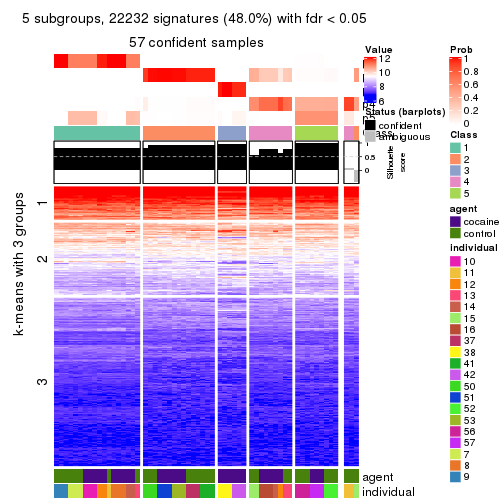 5 subgroups, 22232 signatures (48.0%) with fdr < 0.05
57 confident samples
k-means with 3 groups
1
2
3
Value
12
10
8
6
Status (barplots)
confident
ambiguous
1
0.5
0
Silhouette
score
agent
individual
Prob
1
0.8
0.6
0.4
0.2
0
Class
1
2
3
4
5
agent
cocaine
control
individual
10
11
12
13
14
15
16
37
38
41
42
50
51
52
53
56
57
7
8
9